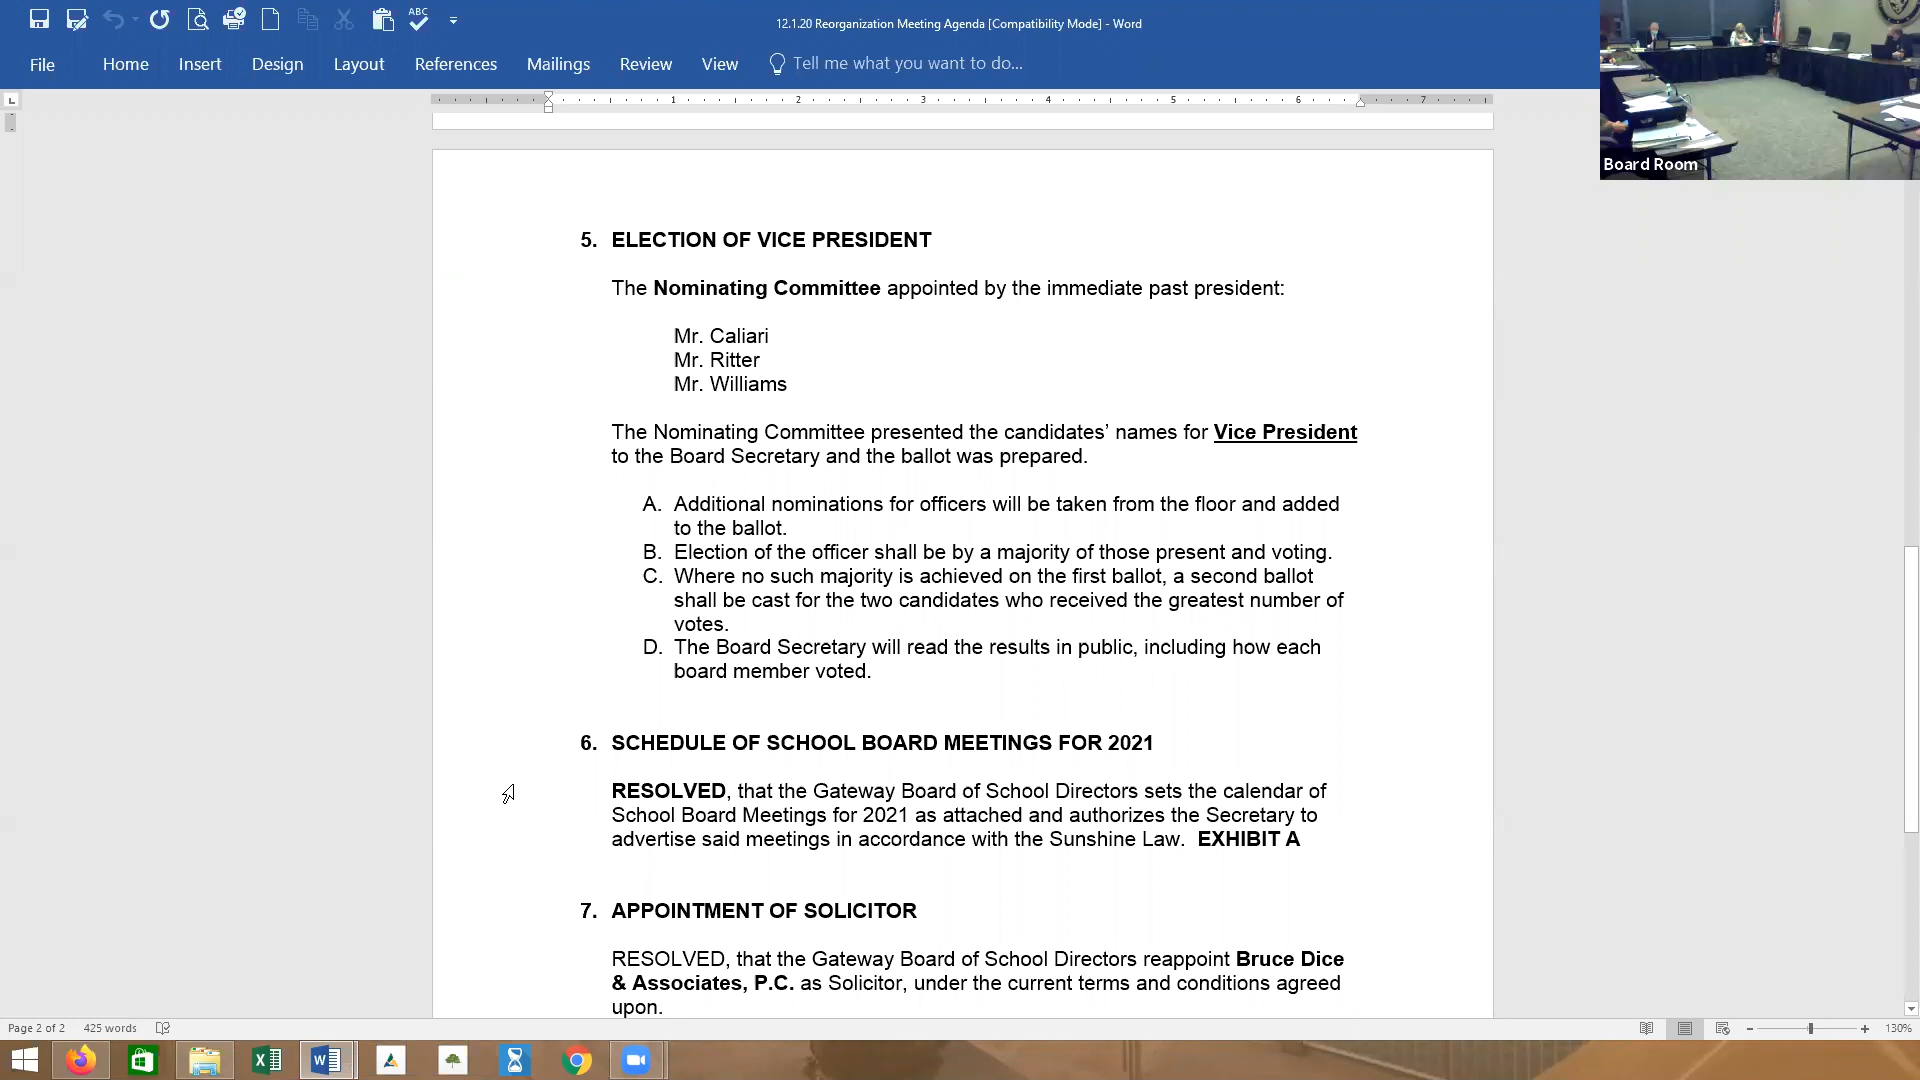 ABC
12.1.20 Reorganization Meeting Agenda [Compatibility Mode] - Word
File Home Insert Design Layout References Mailings Review View Tell me what you want to do...
1 2 3 4 5 6 7
Board Room
5. ELECTION OF VICE PRESIDENT
The Nominating Committee appointed by the immediate past president:
Mr. Caliari
Mr. Ritter
Mr. Williams
The Nominating Committee presented the candidates’ names for Vice President
to the Board Secretary and the ballot was prepared.
A. Additional nominations for officers will be taken from the floor and added
to the ballot.
B. Election of the officer shall be by a majority of those present and voting.
C. Where no such majority is achieved on the first ballot, a second ballot
shall be cast for the two candidates who received the greatest number of
votes.
D. The Board Secretary will read the results in public, including how each
board member voted.
6. SCHEDULE OF SCHOOL BOARD MEETINGS FOR 2021
RESOLVED, that the Gateway Board of School Directors sets the calendar of
School Board Meetings for 2021 as attached and authorizes the Secretary to
advertise said meetings in accordance with the Sunshine Law. EXHIBIT A
7. APPOINTMENT OF SOLICITOR
RESOLVED, that the Gateway Board of School Directors reappoint Bruce Dice
& Associates, P.C. as Solicitor, under the current terms and conditions agreed
upon.
Page 2 of 2 425 words 130%